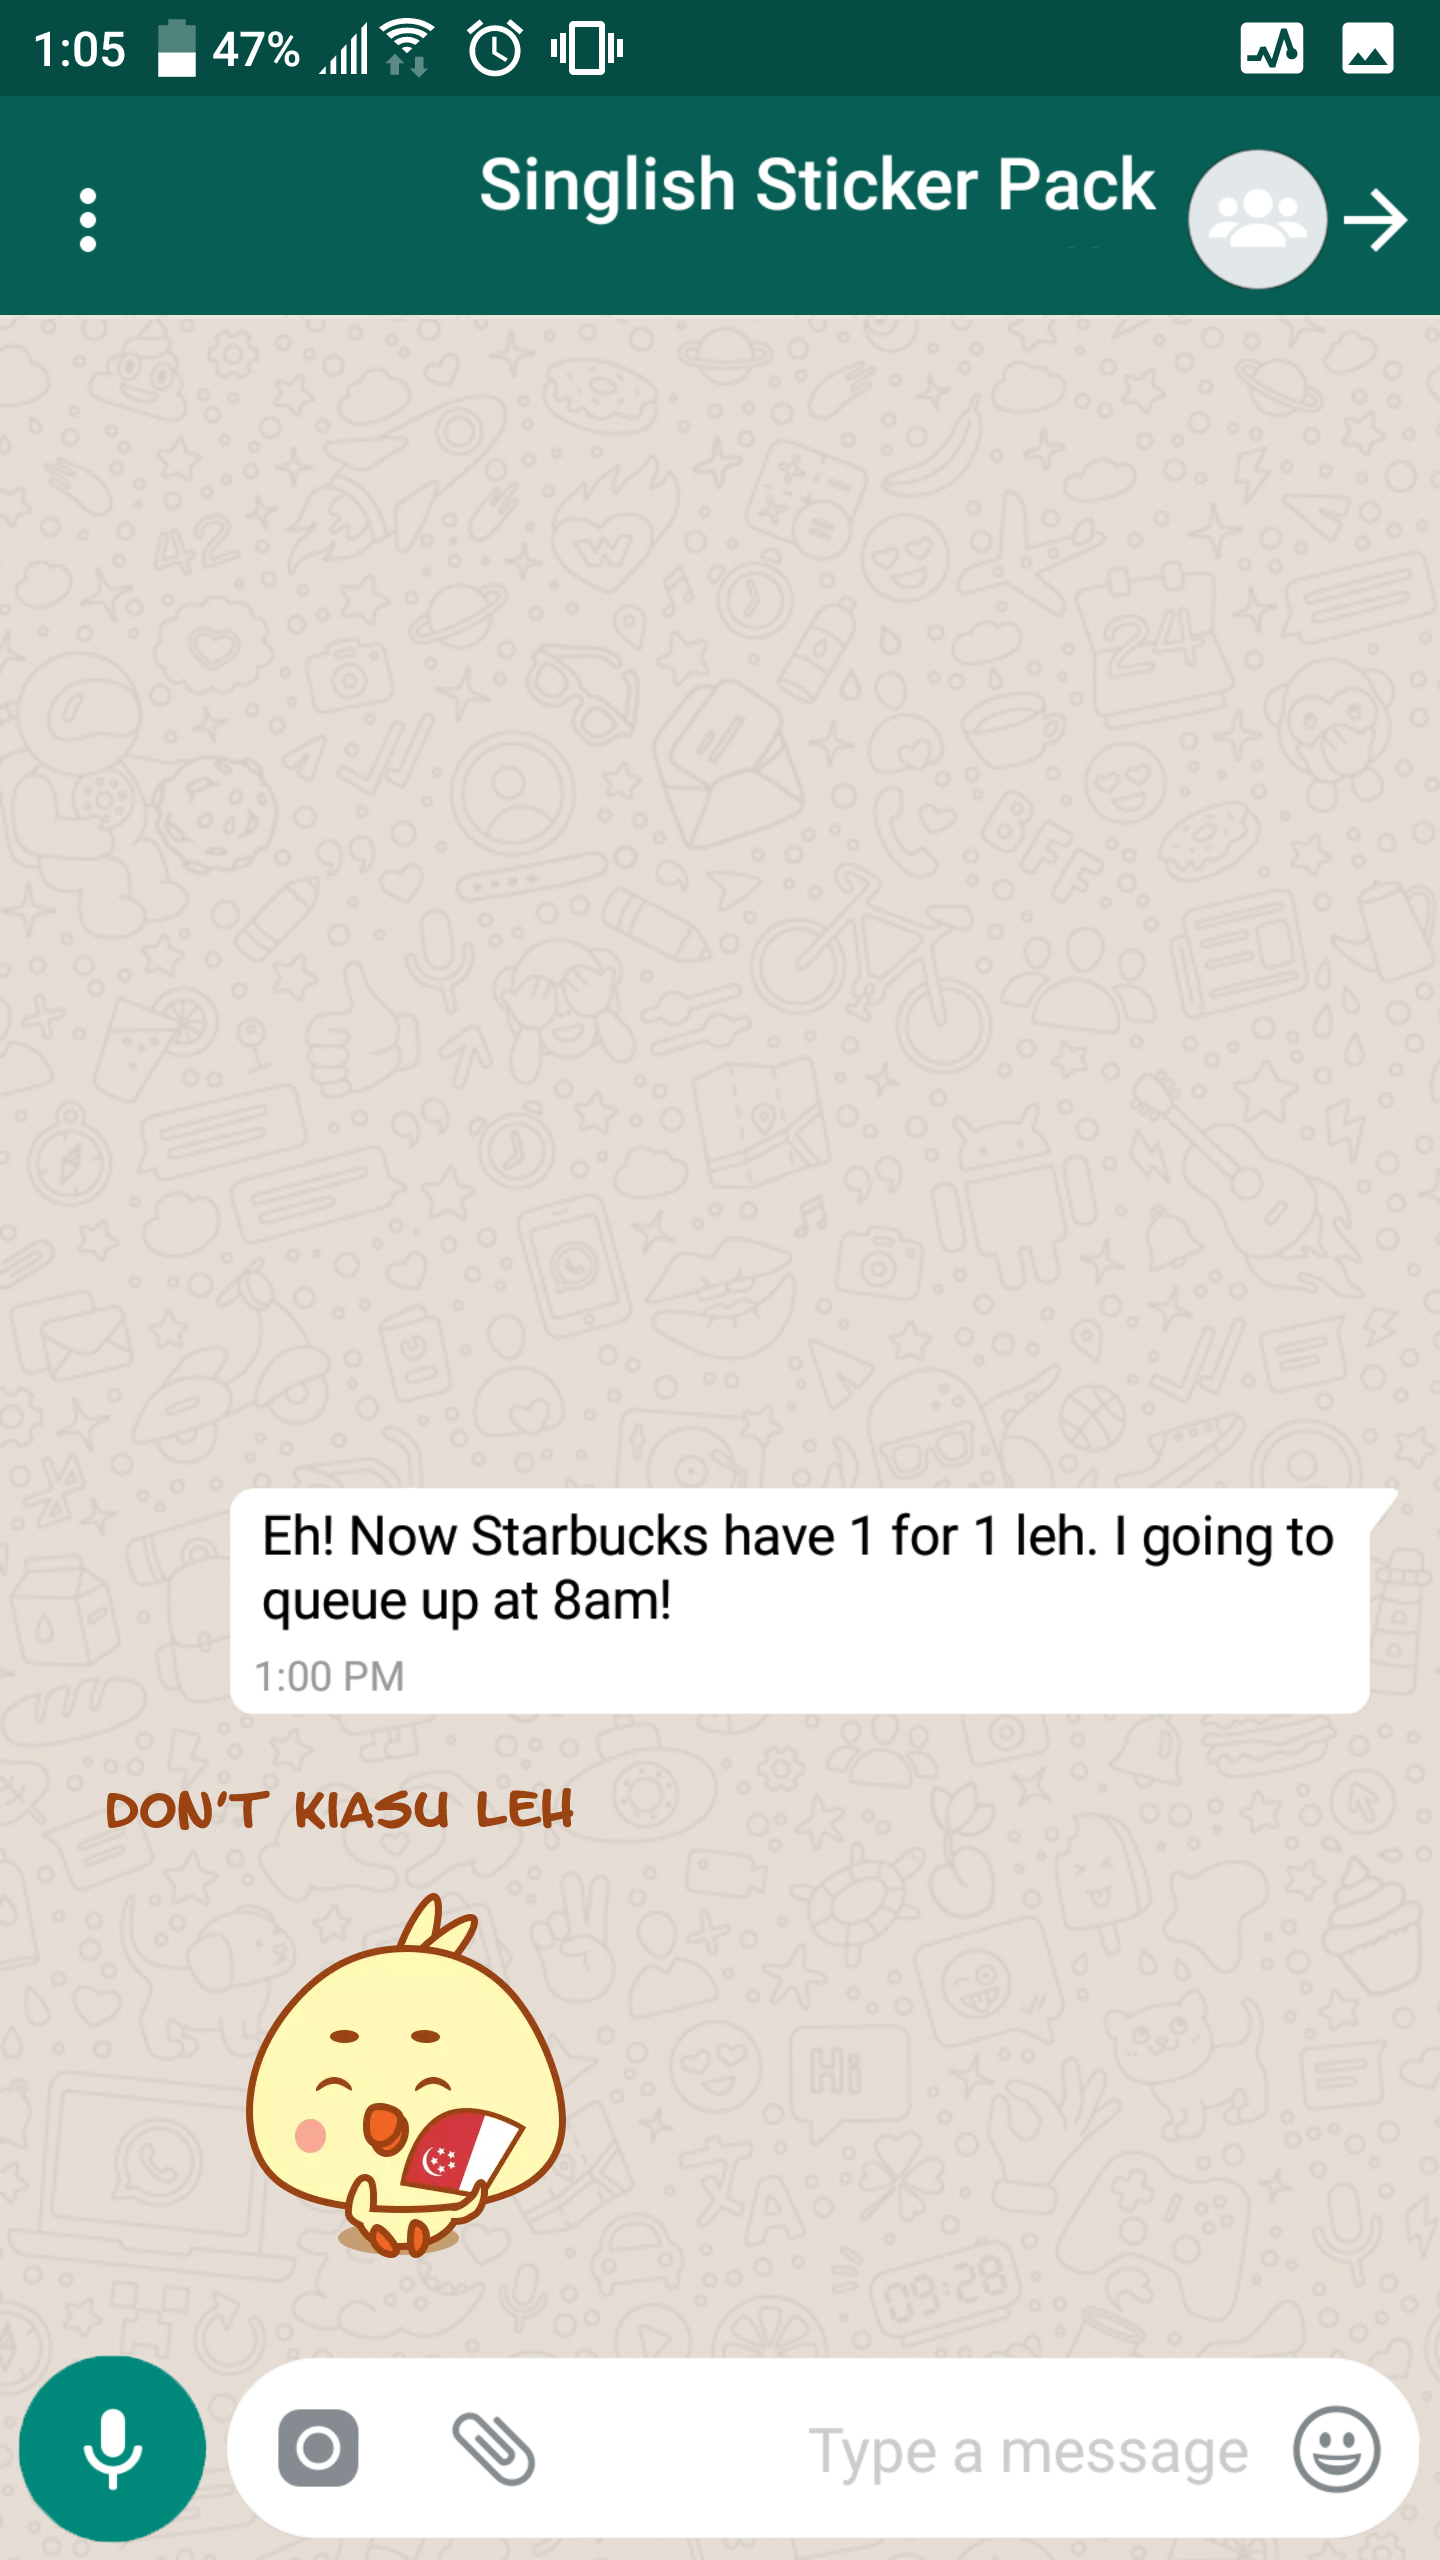 1:05 47%
Singlish Sticker Pack
Eh! Now Starbucks have 1 for 1 leh. I going to
queue up at 8am!
1:00 PM
DON'T KIASU LEH
Type a message